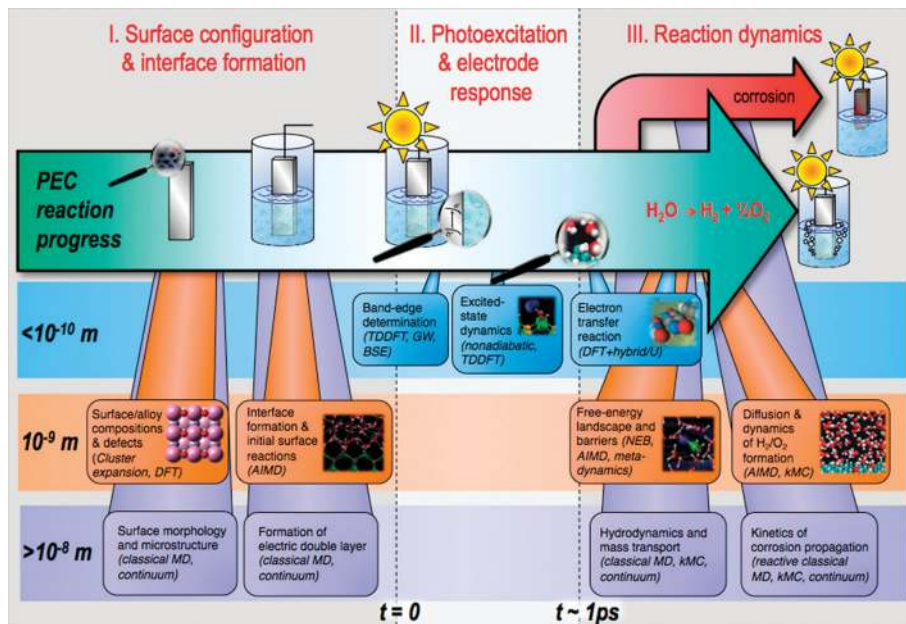 I. Surface configuration
& interface formation
II. Photoexcitation
& electrode
response
III. Reaction dynamics
corrosion
PEC
reaction
progress
H₂O → H₂ + ½O₂
<10⁻¹⁰ m
Band-edge
determination
(TDDFT, GW,
BSE)
Excited-
state
dynamics
(nonadiabatic,
TDDFT)
Electron
transfer
reaction
(DFT+hybrid/U)
10⁻⁹ m
Surface/alloy
compositions
& defects
(Cluster
expansion, DFT)
Interface
formation &
initial surface
reactions
(AIMD)
Free-energy
landscape and
barriers (NEB,
AIMD, meta-
dynamics)
Diffusion &
dynamics
of H₂/O₂
formation
(AIMD, kMC)
>10⁻⁸ m
Surface morphology
and microstructure
(classical MD,
continuum)
Formation of
electric double layer
(classical MD,
continuum)
Hydrodynamics and
mass transport
(classical MD, kMC,
continuum)
Kinetics of
corrosion propagation
(reactive classical
MD, kMC, continuum)
t = 0
t ~ 1ps